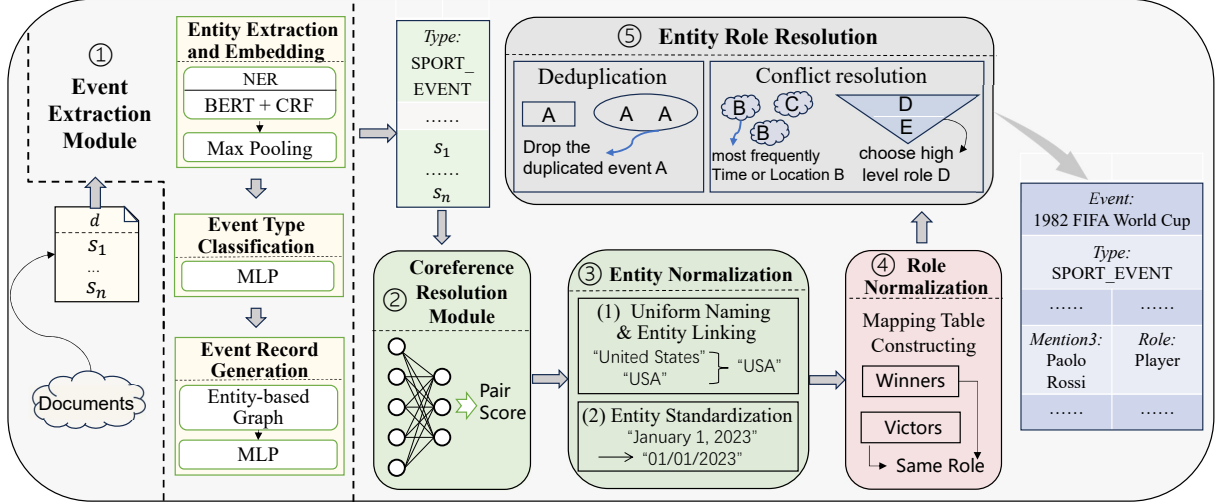 ①
Event
Extraction
Module
d
s1
...
sn
Documents
Entity Extraction
and Embedding
NER
BERT + CRF
Max Pooling
Event Type
Classification
MLP
Event Record
Generation
Entity-based
Graph
MLP
Type:
SPORT_
EVENT
......
s1
......
sn
② Coreference
Resolution
Module
Pair
Score
③ Entity Normalization
(1) Uniform Naming
& Entity Linking
“United States”
“USA”
“USA”
(2) Entity Standardization
“January 1, 2023”
“01/01/2023”
④ Role
Normalization
Mapping Table
Constructing
Winners
Victors
Same Role
⑤ Entity Role Resolution
Deduplication
A
A A
Drop the
duplicated event A
Conflict resolution
B
C
B
most frequently
Time or Location B
D
E
choose high
level role D
Event:
1982 FIFA World Cup
Type:
SPORT_EVENT
...... ......
Mention3: Role:
Paolo Player
Rossi
...... ......